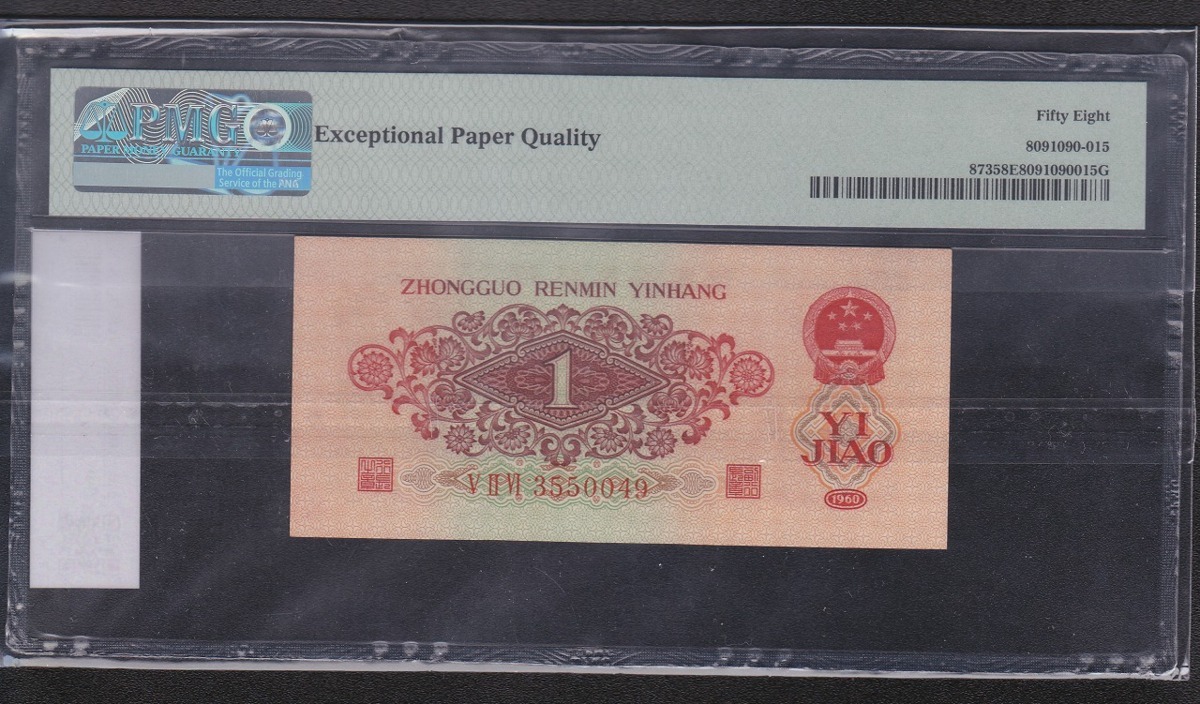 PMG
PAPER MONEY GUARANTY
The Official Grading
Service of the PNG
Exceptional Paper Quality
Fifty Eight
8091090-015
87358E8091090015G
ZHONGGUO RENMIN YINHANG
1
YI
JIAO
V II VI 3550049
1960